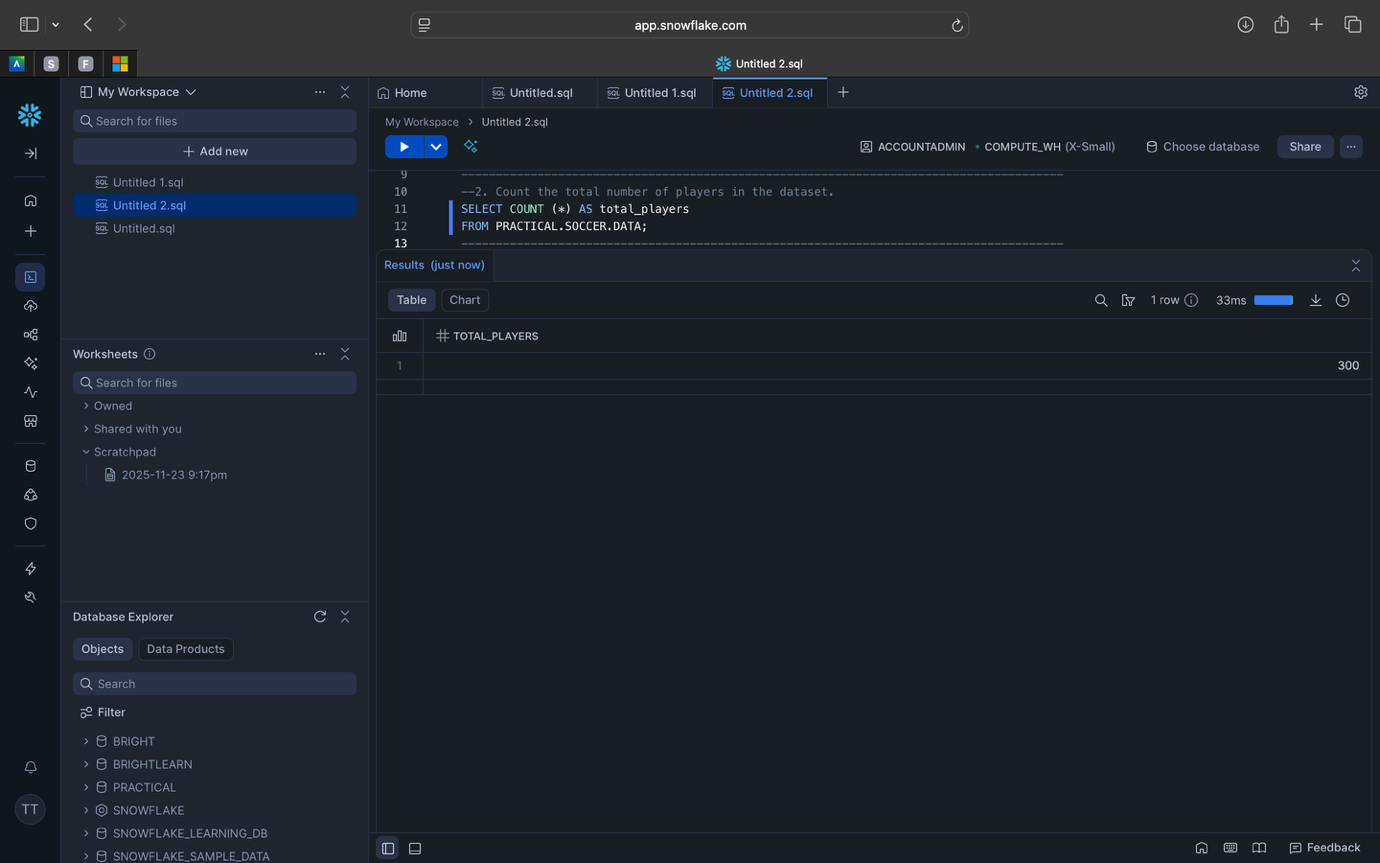 app.snowflake.com
S
F
Untitled 2.sql
My Workspace
Search for files
Add new
Untitled 1.sql
Untitled 2.sql
Untitled.sql
Worksheets
Search for files
Owned
Shared with you
Scratchpad
2025-11-23 9:17pm
Database Explorer
Objects
Data Products
Search
Filter
BRIGHT
BRIGHTLEARN
PRACTICAL
SNOWFLAKE
SNOWFLAKE_LEARNING_DB
SNOWFLAKE_SAMPLE_DATA
TT
Home
Untitled.sql
Untitled 1.sql
Untitled 2.sql
My Workspace > Untitled 2.sql
ACCOUNTADMIN
COMPUTE_WH (X-Small)
Choose database
Share
9 ----------------------------------------------------------------------------------------
10 --2. Count the total number of players in the dataset.
11 SELECT COUNT (*) AS total_players
12 FROM PRACTICAL.SOCCER.DATA;
13 ----------------------------------------------------------------------------------------
Results (just now)
Table
Chart
1 row
33ms
TOTAL_PLAYERS
1 300
Feedback